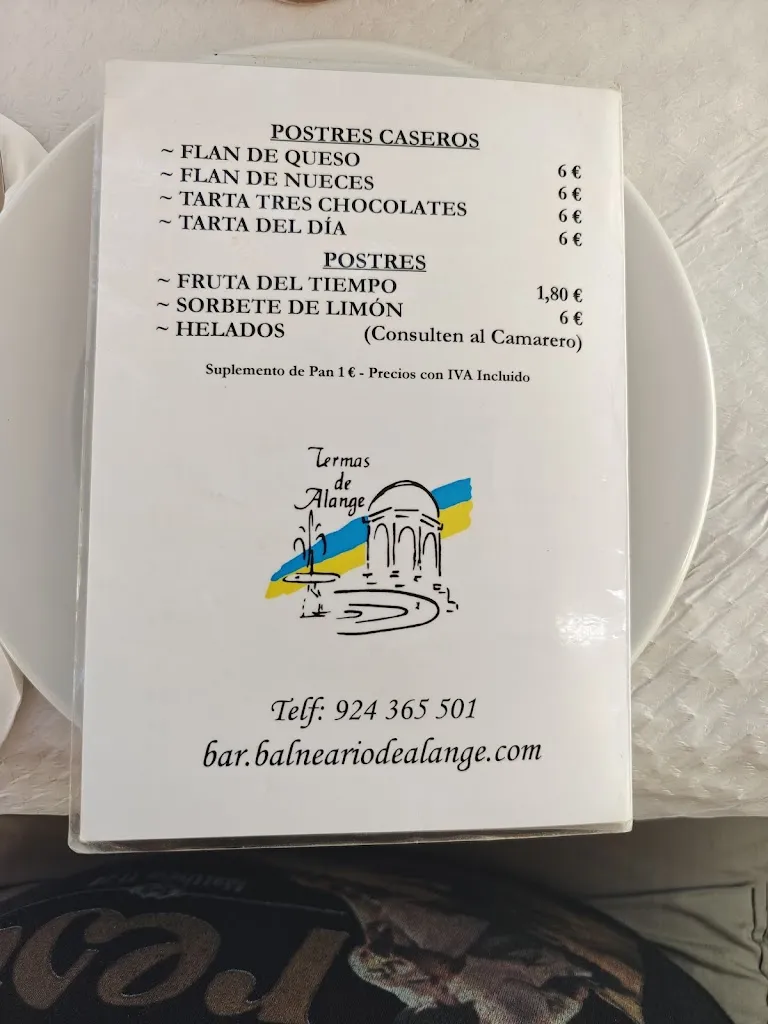 POSTRES CASEROS
~ FLAN DE QUESO 6 €
~ FLAN DE NUECES 6 €
~ TARTA TRES CHOCOLATES 6 €
~ TARTA DEL DÍA 6 €
POSTRES
~ FRUTA DEL TIEMPO 1,80 €
~ SORBETE DE LIMÓN 6 €
~ HELADOS (Consulten al Camarero)
Suplemento de Pan 1 € - Precios con IVA Incluido
Termas
de
Alange
Telf: 924 365 501
bar.balneariodealange.com